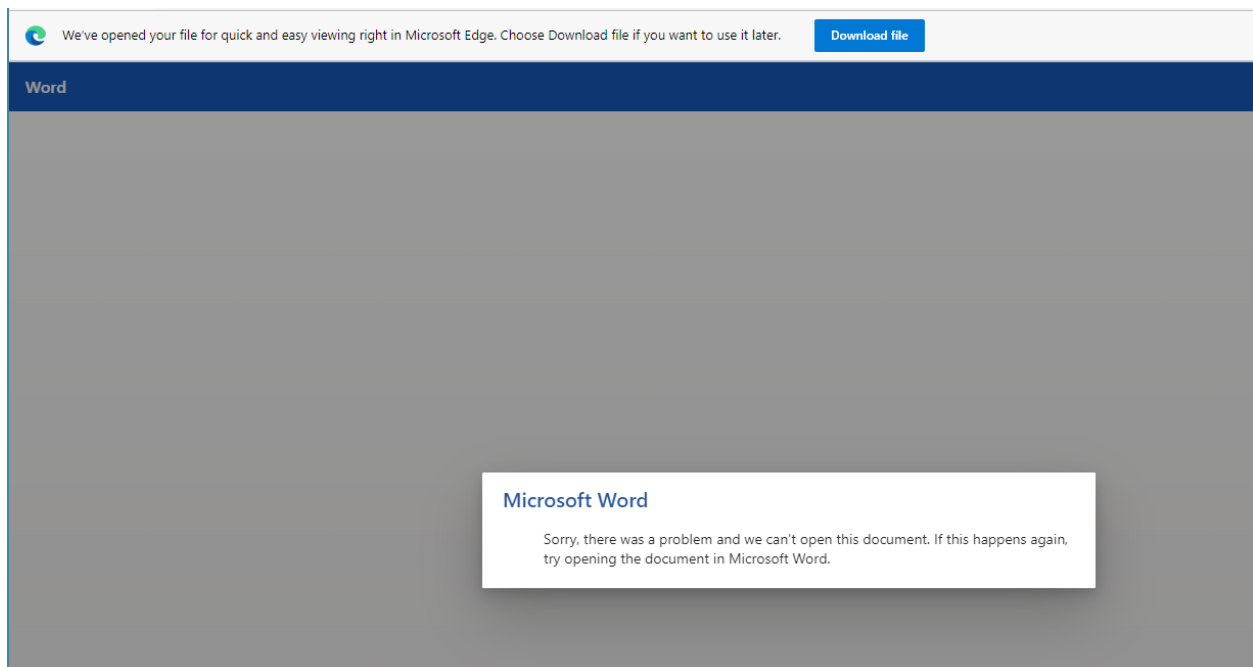 We've opened your file for quick and easy viewing right in Microsoft Edge. Choose Download file if you want to use it later.
Download file
Word
Microsoft Word
Sorry, there was a problem and we can't open this document. If this happens again,
try opening the document in Microsoft Word.